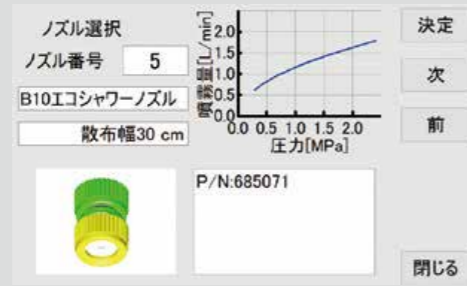 ノズル選択
ノズル番号 5
B10エコシャワーノズル
散布幅30 cm
噴霧量[L/min]
2.0
1.5
1.0
0.5
0.0
0.0 0.5 1.0 1.5 2.0
圧力[MPa]
P/N:685071
決定
次
前
閉じる